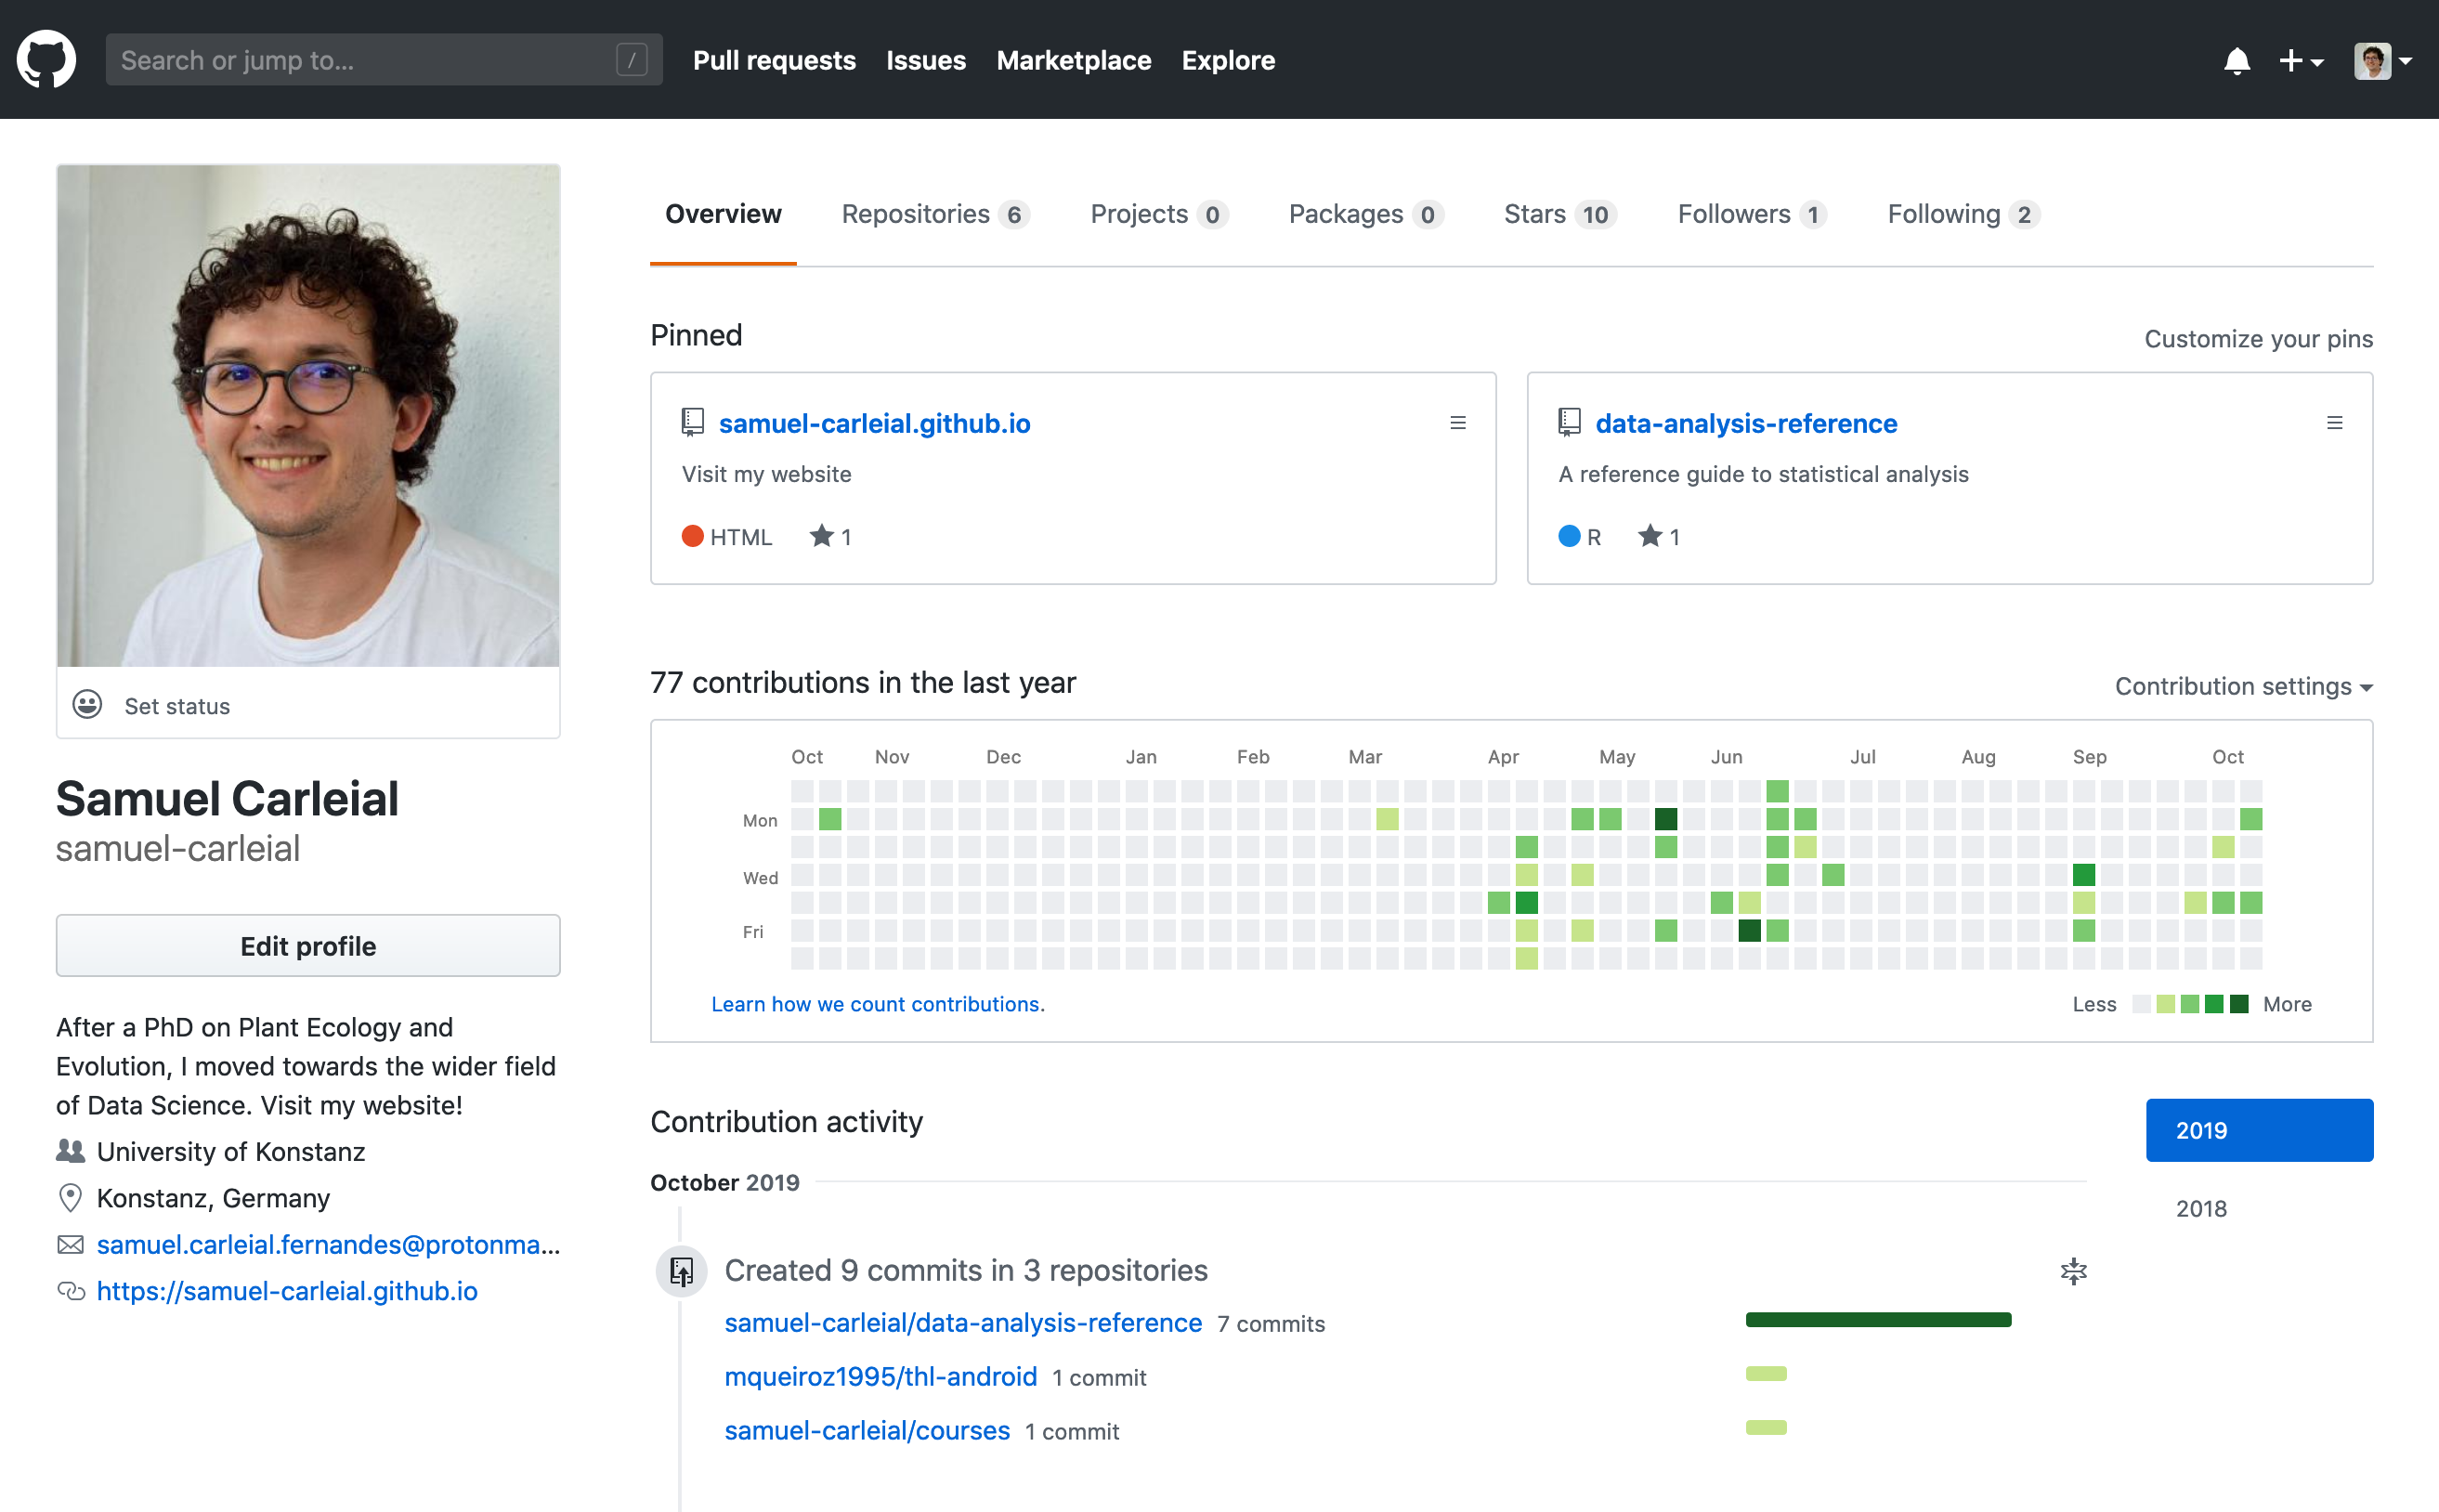 Search or jump to... /
Pull requests Issues Marketplace Explore
Overview Repositories 6 Projects 0 Packages 0 Stars 10 Followers 1 Following 2
Set status
Samuel Carleial
samuel-carleial
Edit profile
After a PhD on Plant Ecology and
Evolution, I moved towards the wider field
of Data Science. Visit my website!
University of Konstanz
Konstanz, Germany
samuel.carleial.fernandes@protonma...
https://samuel-carleial.github.io
Pinned
Customize your pins
samuel-carleial.github.io
Visit my website
HTML 1
data-analysis-reference
A reference guide to statistical analysis
R 1
77 contributions in the last year
Contribution settings
Oct Nov Dec Jan Feb Mar Apr May Jun Jul Aug Sep Oct
Mon
Wed
Fri
Learn how we count contributions.
Less More
Contribution activity
2019
2018
October 2019
Created 9 commits in 3 repositories
samuel-carleial/data-analysis-reference 7 commits
mqueiroz1995/thl-android 1 commit
samuel-carleial/courses 1 commit